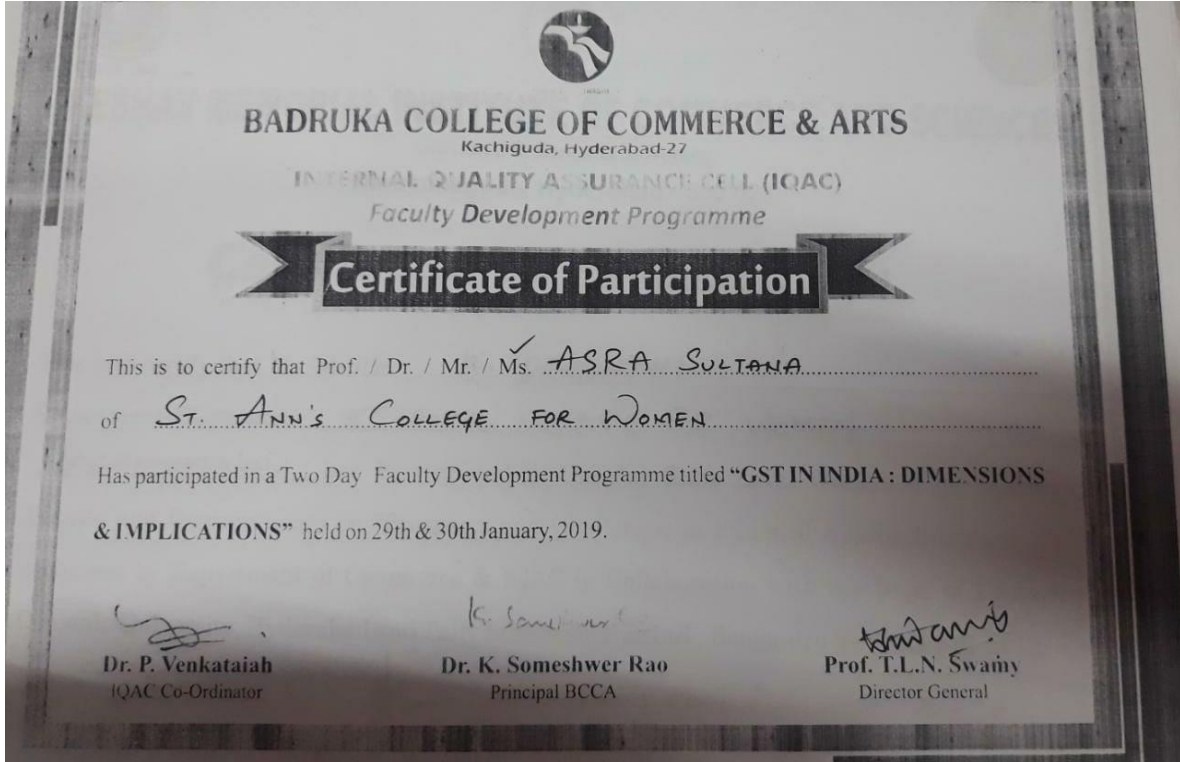 BADRUKA COLLEGE OF COMMERCE & ARTS
Kachiguda, Hyderabad-27
INTERNAL QUALITY ASSURANCE CELL (IQAC)
Faculty Development Programme
Certificate of Participation
This is to certify that Prof. / Dr. / Mr. / Ms. ASRA SULTANA
of ST. ANN'S COLLEGE FOR WOMEN
Has participated in a Two Day Faculty Development Programme titled “GST IN INDIA : DIMENSIONS
& IMPLICATIONS” held on 29th & 30th January, 2019.
K. Someshwer
Dr. P. Venkataiah Dr. K. Someshwer Rao Prof. T.L.N. Swamy
IQAC Co-Ordinator Principal BCCA Director General